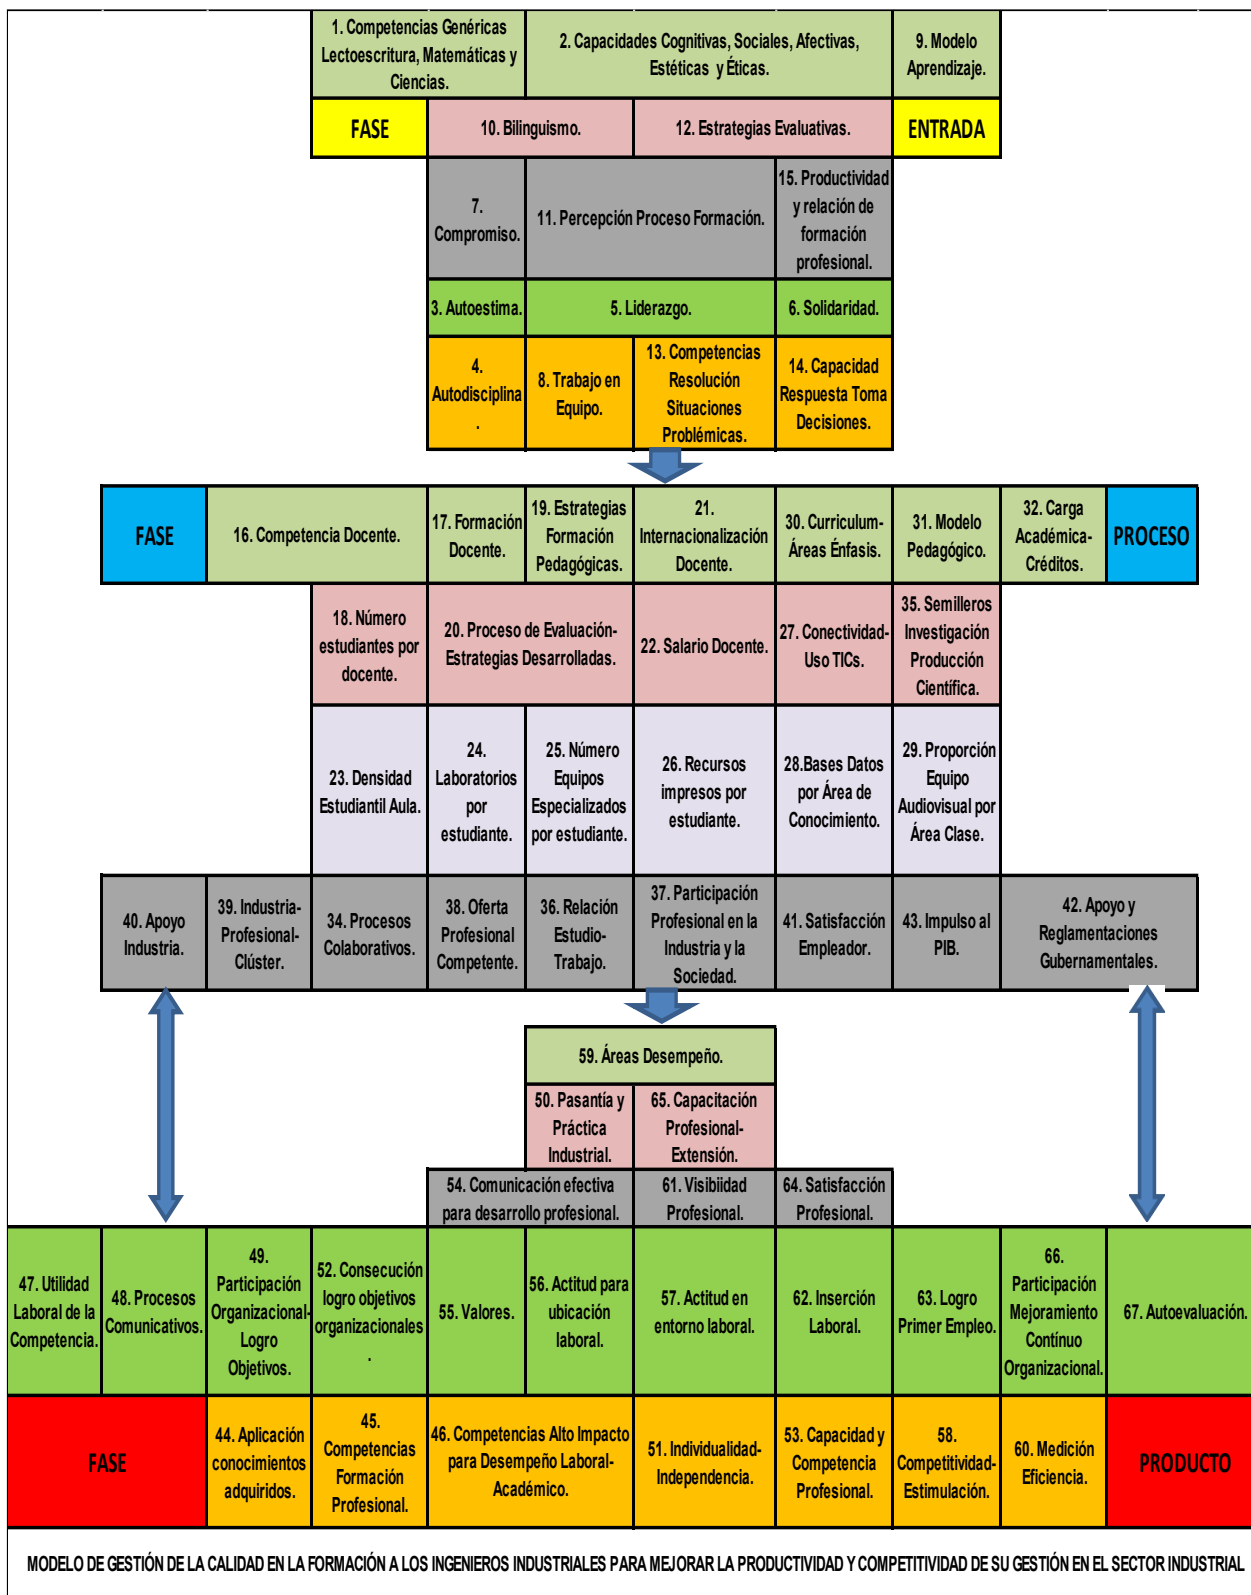 1. Competencias Genéricas
Lectoescritura, Matemáticas y
Ciencias.
2. Capacidades Cognitivas, Sociales, Afectivas,
Estéticas y Éticas.
9. Modelo
Aprendizaje.
FASE
10. Bilinguismo.
12. Estrategias Evaluativas.
ENTRADA
7.
Compromiso.
11. Percepción Proceso Formación.
15. Productividad
y relación de
formación
profesional.
3. Autoestima.
5. Liderazgo.
6. Solidaridad.
4.
Autodisciplina
.
8. Trabajo en
Equipo.
13. Competencias
Resolución
Situaciones
Problémicas.
14. Capacidad
Respuesta Toma
Decisiones.
FASE
16. Competencia Docente.
17. Formación
Docente.
19. Estrategias
Formación
Pedagógicas.
21.
Internacionalización
Docente.
30. Curriculum-
Áreas Énfasis.
31. Modelo
Pedagógico.
32. Carga
Académica-
Créditos.
PROCESO
18. Número
estudiantes por
docente.
20. Proceso de Evaluación-
Estrategias Desarrolladas.
22. Salario Docente.
27. Conectividad-
Uso TICs.
35. Semilleros
Investigación
Producción
Científica.
23. Densidad
Estudiantil Aula.
24.
Laboratorios
por
estudiante.
25. Número
Equipos
Especializados
por estudiante.
26. Recursos
impresos por
estudiante.
28.Bases Datos
por Área de
Conocimiento.
29. Proporción
Equipo
Audiovisual por
Área Clase.
40. Apoyo
Industria.
39. Industria-
Profesional-
Clúster.
34. Procesos
Colaborativos.
38. Oferta
Profesional
Competente.
36. Relación
Estudio-
Trabajo.
37. Participación
Profesional en la
Industria y la
Sociedad.
41. Satisfacción
Empleador.
43. Impulso al
PIB.
42. Apoyo y
Reglamentaciones
Gubernamentales.
59. Áreas Desempeño.
50. Pasantía y
Práctica
Industrial.
65. Capacitación
Profesional-
Extensión.
54. Comunicación efectiva
para desarrollo profesional.
61. Visibiidad
Profesional.
64. Satisfacción
Profesional.
47. Utilidad
Laboral de la
Competencia.
48. Procesos
Comunicativos.
49.
Participación
Organizacional-
Logro
Objetivos.
52. Consecución
logro objetivos
organizacionales
.
55. Valores.
56. Actitud para
ubicación
laboral.
57. Actitud en
entorno laboral.
62. Inserción
Laboral.
63. Logro
Primer Empleo.
66.
Participación
Mejoramiento
Contínuo
Organizacional.
67. Autoevaluación.
FASE
44. Aplicación
conocimientos
adquiridos.
45.
Competencias
Formación
Profesional.
46. Competencias Alto Impacto
para Desempeño Laboral-
Académico.
51. Individualidad-
Independencia.
53. Capacidad y
Competencia
Profesional.
58.
Competitividad-
Estimulación.
60. Medición
Eficiencia.
PRODUCTO
MODELO DE GESTIÓN DE LA CALIDAD EN LA FORMACIÓN A LOS INGENIEROS INDUSTRIALES PARA MEJORAR LA PRODUCTIVIDAD Y COMPETITIVIDAD DE SU GESTIÓN EN EL SECTOR INDUSTRIAL